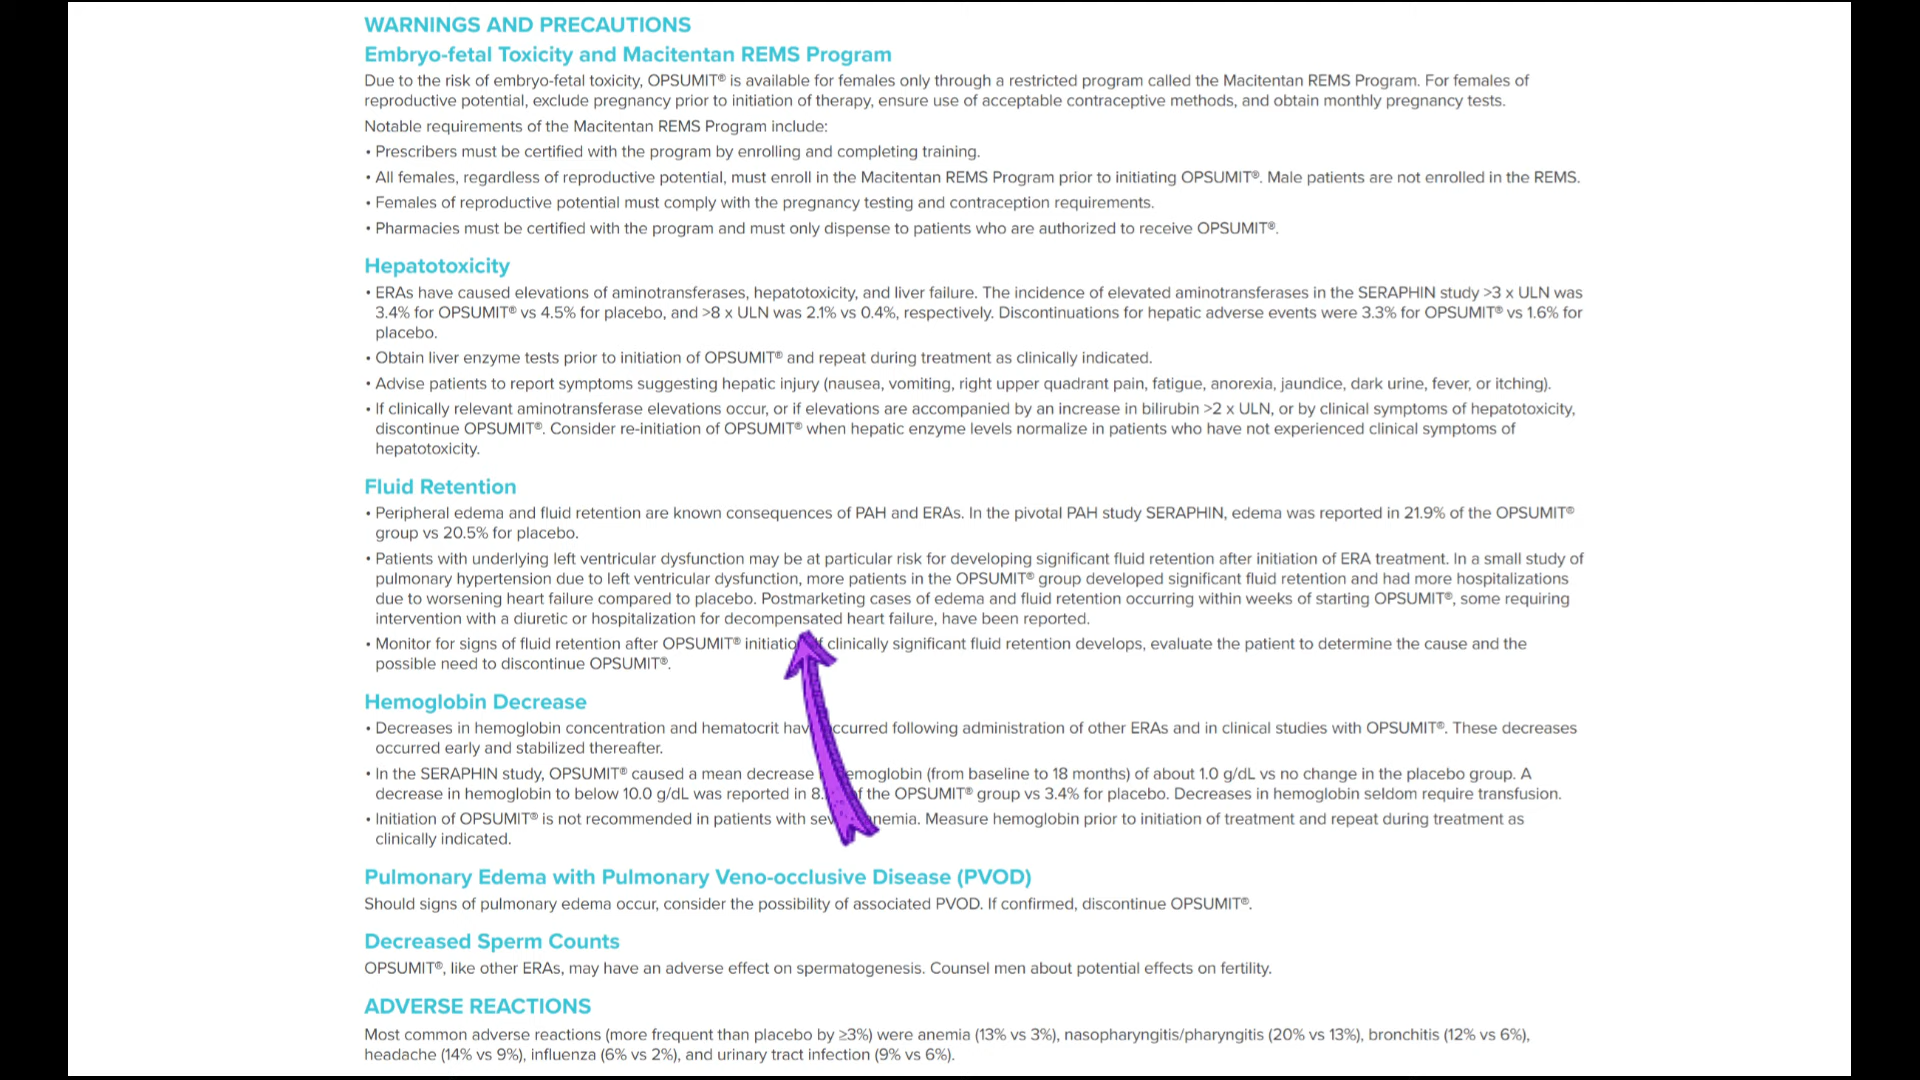 WARNINGS AND PRECAUTIONS
Embryo-fetal Toxicity and Macitentan REMS Program
Due to the risk of embryo-fetal toxicity, OPSUMIT® is available for females only through a restricted program called the Macitentan REMS Program. For females of
reproductive potential, exclude pregnancy prior to initiation of therapy, ensure use of acceptable contraceptive methods, and obtain monthly pregnancy tests.
Notable requirements of the Macitentan REMS Program include:
• Prescribers must be certified with the program by enrolling and completing training.
• All females, regardless of reproductive potential, must enroll in the Macitentan REMS Program prior to initiating OPSUMIT®. Male patients are not enrolled in the REMS.
• Females of reproductive potential must comply with the pregnancy testing and contraception requirements.
• Pharmacies must be certified with the program and must only dispense to patients who are authorized to receive OPSUMIT®.
Hepatotoxicity
• ERAs have caused elevations of aminotransferases, hepatotoxicity, and liver failure. The incidence of elevated aminotransferases in the SERAPHIN study >3 x ULN was
3.4% for OPSUMIT® vs 4.5% for placebo, and >8 x ULN was 2.1% vs 0.4%, respectively. Discontinuations for hepatic adverse events were 3.3% for OPSUMIT® vs 1.6% for
placebo.
• Obtain liver enzyme tests prior to initiation of OPSUMIT® and repeat during treatment as clinically indicated.
• Advise patients to report symptoms suggesting hepatic injury (nausea, vomiting, right upper quadrant pain, fatigue, anorexia, jaundice, dark urine, fever, or itching).
• If clinically relevant aminotransferase elevations occur, or if elevations are accompanied by an increase in bilirubin >2 x ULN, or by clinical symptoms of hepatotoxicity,
discontinue OPSUMIT®. Consider re-initiation of OPSUMIT® when hepatic enzyme levels normalize in patients who have not experienced clinical symptoms of
hepatotoxicity.
Fluid Retention
• Peripheral edema and fluid retention are known consequences of PAH and ERAs. In the pivotal PAH study SERAPHIN, edema was reported in 21.9% of the OPSUMIT®
group vs 20.5% for placebo.
• Patients with underlying left ventricular dysfunction may be at particular risk for developing significant fluid retention after initiation of ERA treatment. In a small study of
pulmonary hypertension due to left ventricular dysfunction, more patients in the OPSUMIT® group developed significant fluid retention and had more hospitalizations
due to worsening heart failure compared to placebo. Postmarketing cases of edema and fluid retention occurring within weeks of starting OPSUMIT®, some requiring
intervention with a diuretic or hospitalization for decompensated heart failure, have been reported.
• Monitor for signs of fluid retention after OPSUMIT® clinically significant fluid retention develops, evaluate the patient to determine the cause and the
possible need to discontinue OPSUMIT®.
Hemoglobin Decrease
• Decreases in hemoglobin concentration and hematocrit following administration of other ERAs and in clinical studies with OPSUMIT®. These decreases
occurred early and stabilized thereafter.
• In the SERAPHIN study, OPSUMIT® caused a mean decrease (from baseline to 18 months) of about 1.0 g/dL vs no change in the placebo group. A
decrease in hemoglobin to below 10.0 g/dL was reported in the OPSUMIT® group vs 3.4% for placebo. Decreases in hemoglobin seldom require transfusion.
• Initiation of OPSUMIT® is not recommended in patients with Measure hemoglobin prior to initiation of treatment and repeat during treatment as
clinically indicated.
Pulmonary Edema with Pulmonary Veno-occlusive Disease (PVOD)
Should signs of pulmonary edema occur, consider the possibility of associated PVOD. If confirmed, discontinue OPSUMIT®.
Decreased Sperm Counts
OPSUMIT®, like other ERAs, may have an adverse effect on spermatogenesis. Counsel men about potential effects on fertility.
ADVERSE REACTIONS
Most common adverse reactions (more frequent than placebo by ≥3%) were anemia (13% vs 3%), nasopharyngitis/pharyngitis (20% vs 13%), bronchitis (12% vs 6%),
headache (14% vs 9%), influenza (6% vs 2%), and urinary tract infection (9% vs 6%).